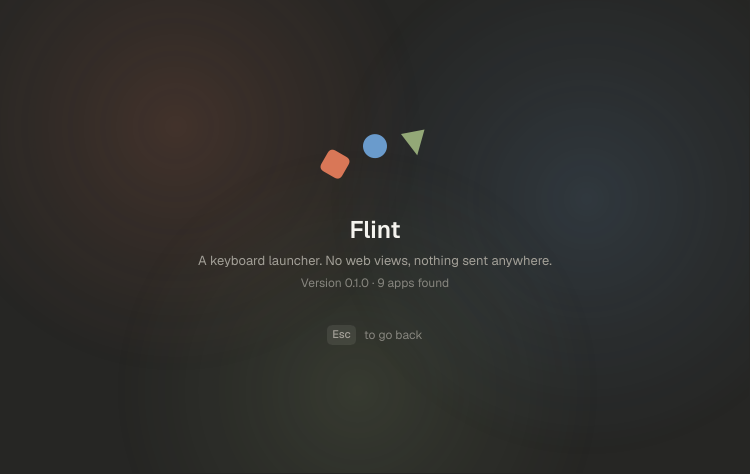 Flint
A keyboard launcher. No web views, nothing sent anywhere.
Version 0.1.0 · 9 apps found
Esc to go back